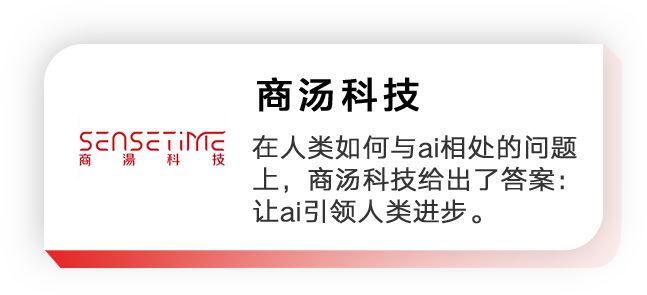 商汤科技
SENSETIME
商湯科技
在人类如何与ai相处的问题
上，商汤科技给出了答案：
让ai引领人类进步。